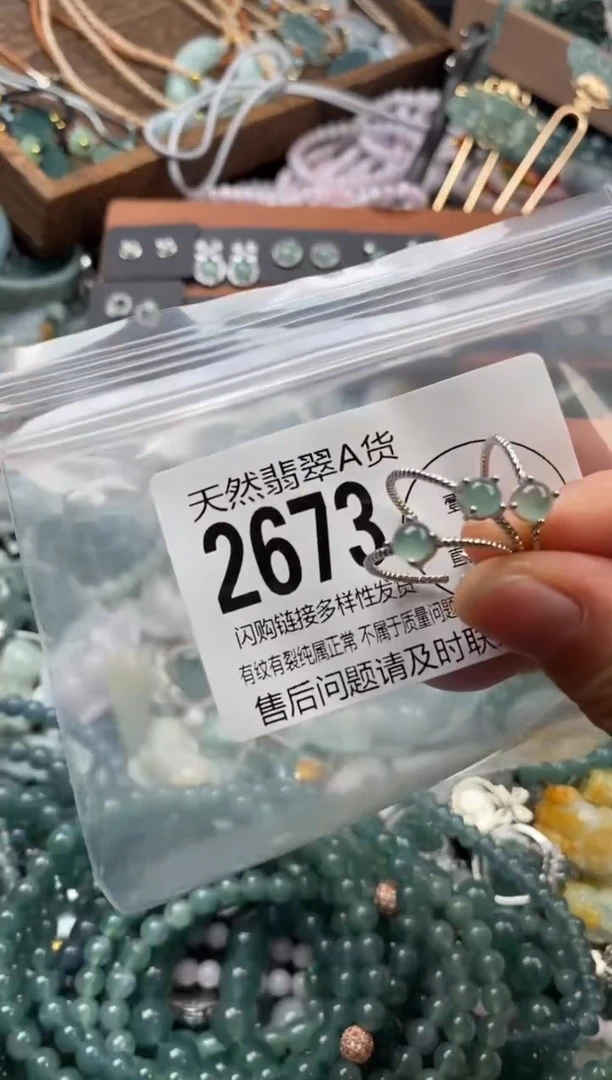 天然翡翠A货
2673
闪购链接多样性发货
有纹有裂纯属正常 不属于质量问题
售后问题请及时联